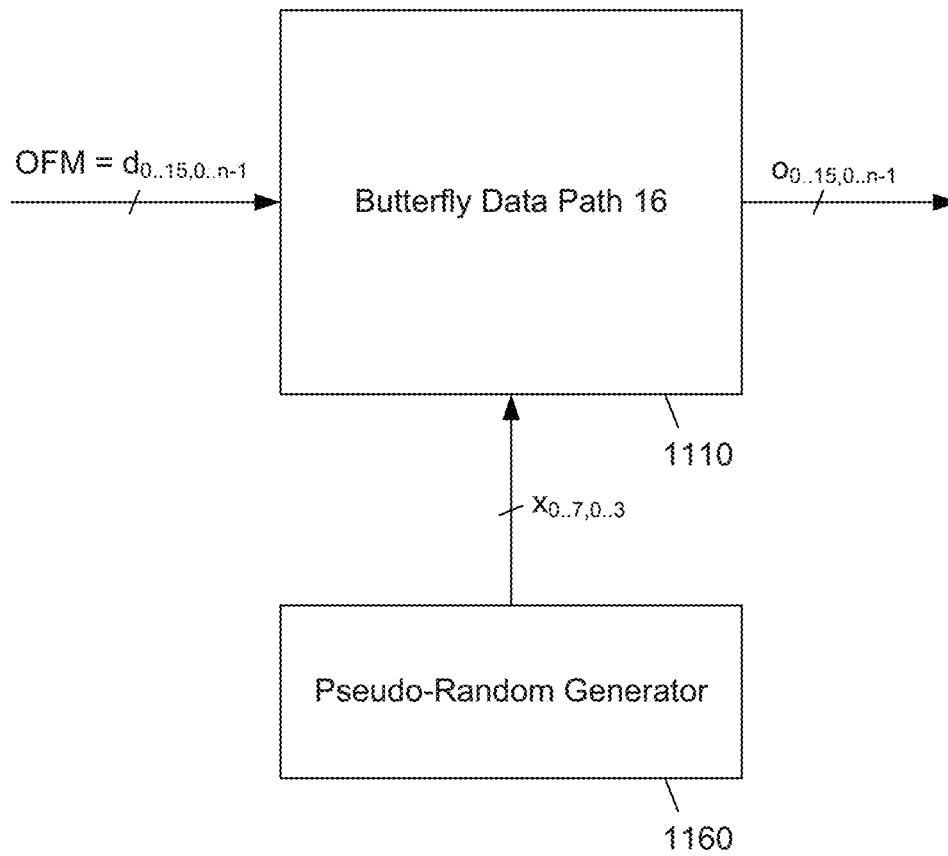 OFM = d0..15,0..n-1
Butterfly Data Path 16
o0..15,0..n-1
1110
x0..7,0..3
Pseudo-Random Generator
1160